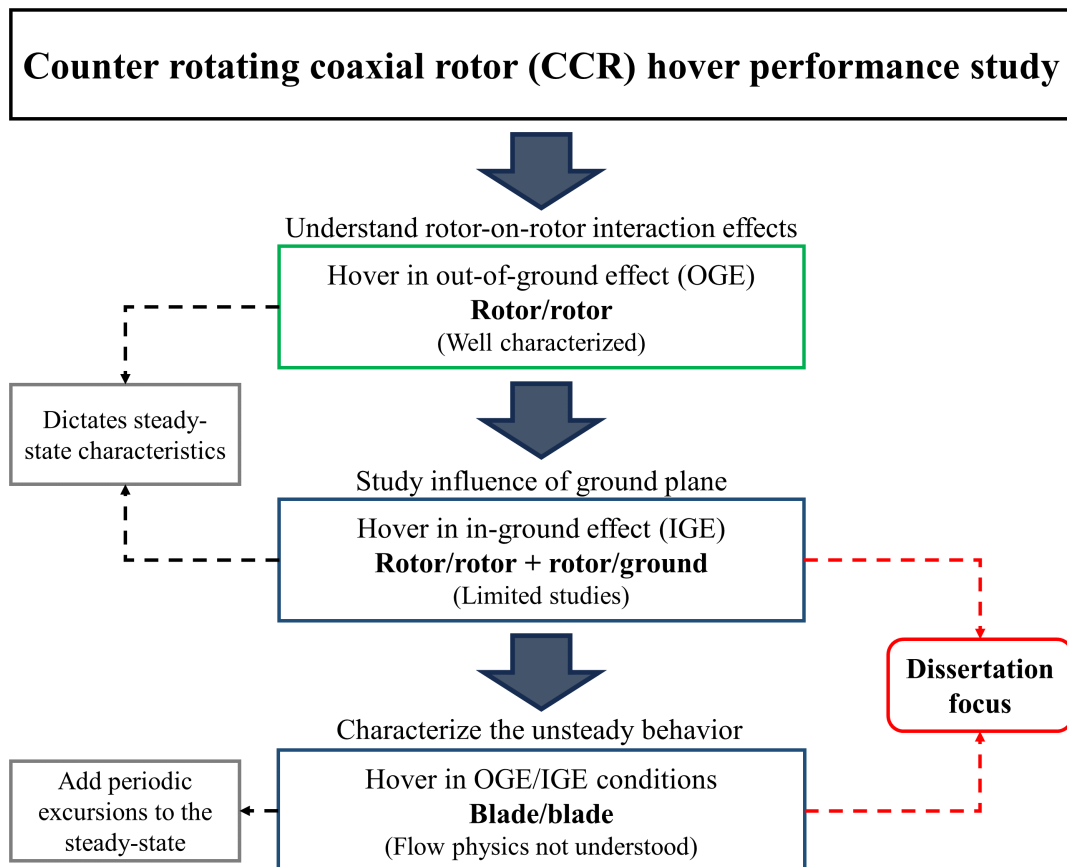 Counter rotating coaxial rotor (CCR) hover performance study
Understand rotor-on-rotor interaction effects
Hover in out-of-ground effect (OGE)
Rotor/rotor
(Well characterized)
Dictates steady-
state characteristics
Study influence of ground plane
Hover in in-ground effect (IGE)
Rotor/rotor + rotor/ground
(Limited studies)
Dissertation
focus
Characterize the unsteady behavior
Hover in OGE/IGE conditions
Blade/blade
(Flow physics not understood)
Add periodic
excursions to the
steady-state